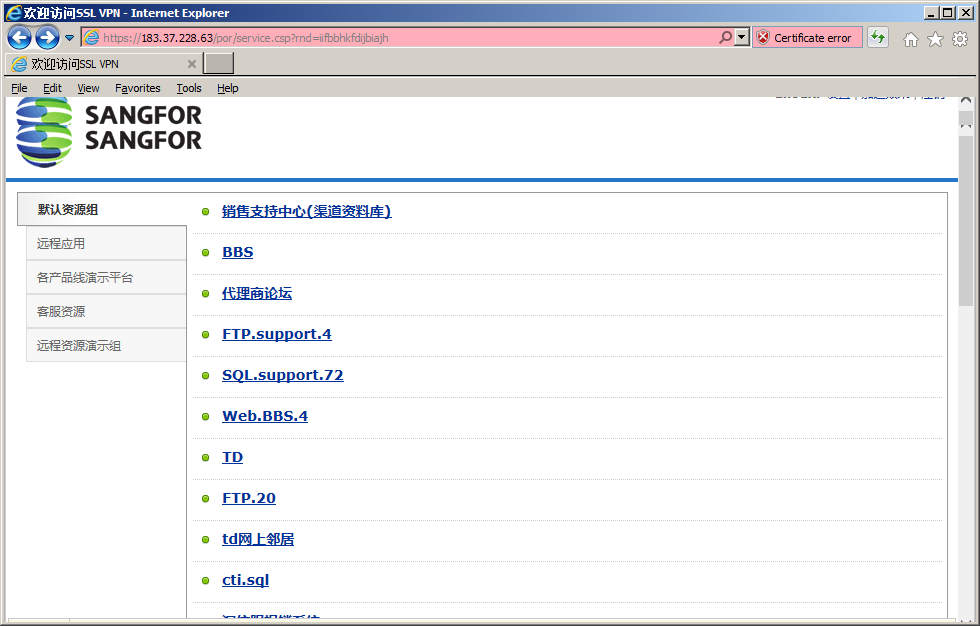 欢迎访问SSL VPN - Internet Explorer
https://183.37.228.63/por/service.csp?rnd=iifbbhkfdijbiajh
Certificate error
欢迎访问SSL VPN
File Edit View Favorites Tools Help
SANGFOR
SANGFOR
默认资源组
远程应用
各产品线演示平台
客服资源
远程资源演示组
销售支持中心(渠道资料库)
BBS
代理商论坛
FTP.support.4
SQL.support.72
Web.BBS.4
TD
FTP.20
td网上邻居
cti.sql